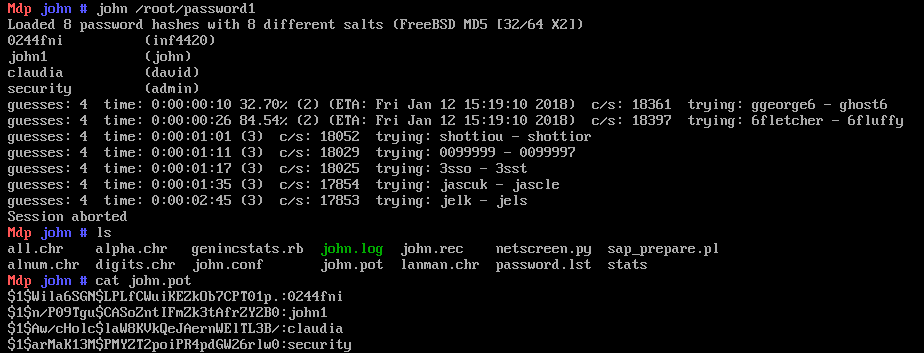 Mdp john # john /root/password1
Loaded 8 password hashes with 8 different salts (FreeBSD MD5 [32/64 X2])
0244fni          (inf4420)
john1            (john)
claudia          (david)
security         (admin)
guesses: 4  time: 0:00:00:10 32.70% (2) (ETA: Fri Jan 12 15:19:10 2018)  c/s: 18361  trying: ggeorge6 - ghost6
guesses: 4  time: 0:00:00:26 84.54% (2) (ETA: Fri Jan 12 15:19:10 2018)  c/s: 18397  trying: 6fletcher - 6fluffy
guesses: 4  time: 0:00:01:01 (3)  c/s: 18052  trying: shottiou - shottior
guesses: 4  time: 0:00:01:11 (3)  c/s: 18029  trying: 0099999 - 0099997
guesses: 4  time: 0:00:01:17 (3)  c/s: 18025  trying: 3sso - 3sst
guesses: 4  time: 0:00:01:35 (3)  c/s: 17854  trying: jascuk - jascle
guesses: 4  time: 0:00:02:45 (3)  c/s: 17853  trying: jelk - jels
Session aborted
Mdp john # ls
all.chr    alpha.chr   genincstats.rb  john.log  john.rec    netscreen.py  sap_prepare.pl
alnum.chr  digits.chr  john.conf       john.pot  lanman.chr  password.lst  stats
Mdp john # cat john.pot
$1$Wila6SGN$LPLfCWuiKEZkOb7CPT01p.:0244fni
$1$n/P09Tgu$CASoZntIFmZk3tAfrZY2B0:john1
$1$Aw/cHolc$laW8KVkQeJAernWElTL3B/:claudia
$1$arMaK13M$PMYZT2poiPR4pdGW26rlw0:security